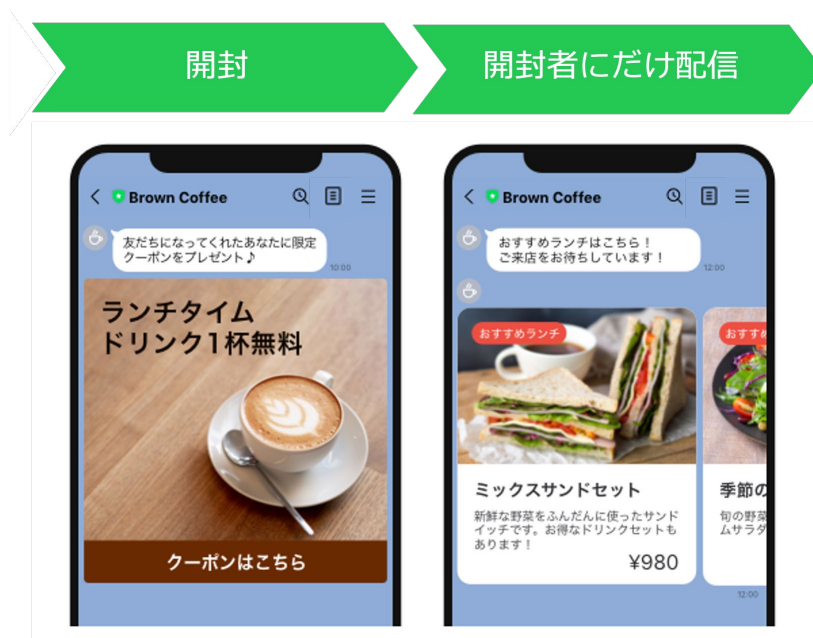 開封
開封者にだけ配信
Brown Coffee
友だちになってくれたあなたに限定
クーポンをプレゼント♪
10:00
ランチタイム
ドリンク1杯無料
クーポンはこちら
Brown Coffee
おすすめランチはこちら！
ご来店をお待ちしています！
12:00
おすすめランチ
ミックスサンドセット
新鮮な野菜をふんだんに使ったサンド
イッチです。お得なドリンクセットも
あります！
¥980
おすすめ
季節の
旬の野菜
ムサラダ
12:00